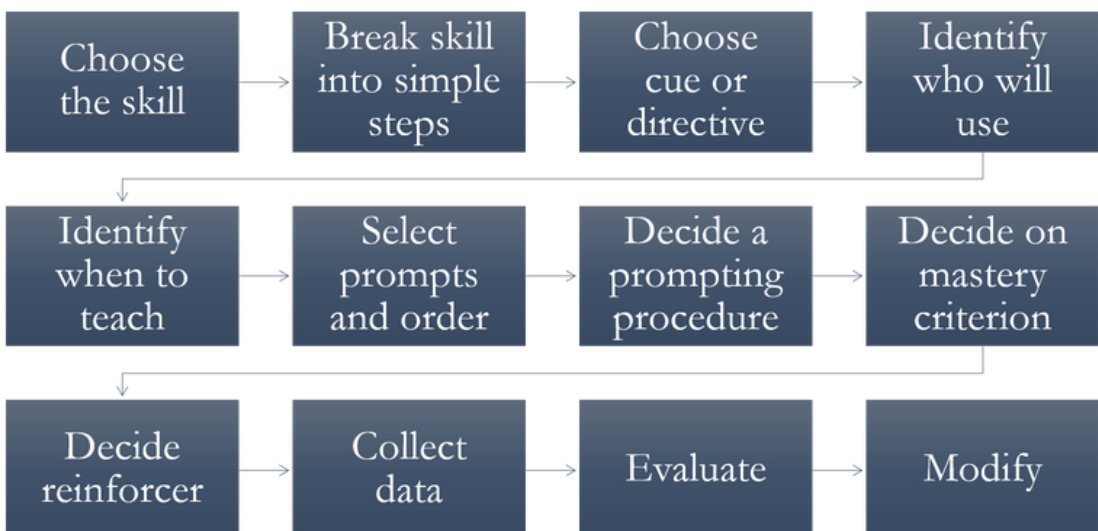 Choose
the skill
Break skill
into simple
steps
Choose
cue or
directive
Identify
who will
use
Identify
when to
teach
Select
prompts
and order
Decide a
prompting
procedure
Decide on
mastery
criterion
Decide
reinforcer
Collect
data
Evaluate
Modify